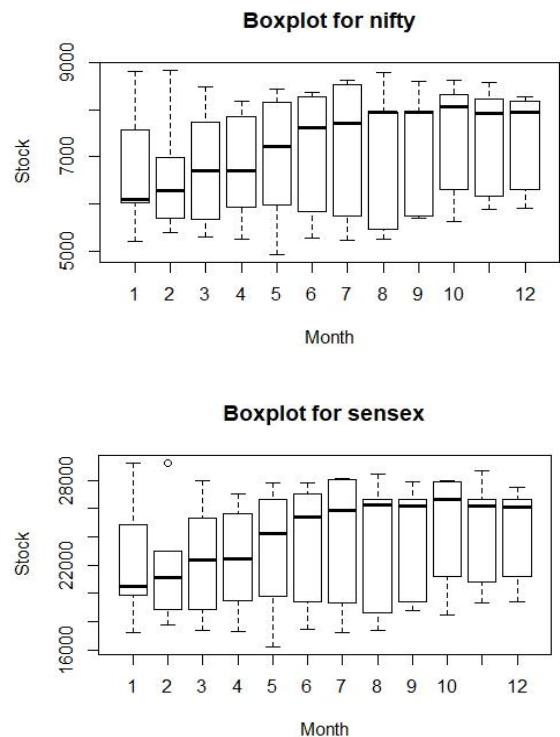 Boxplot for nifty
Stock
9000
7000
5000
1 2 3 4 5 6 7 8 9 10 12
Month
Boxplot for sensex
Stock
28000
22000
16000
1 2 3 4 5 6 7 8 9 10 12
Month